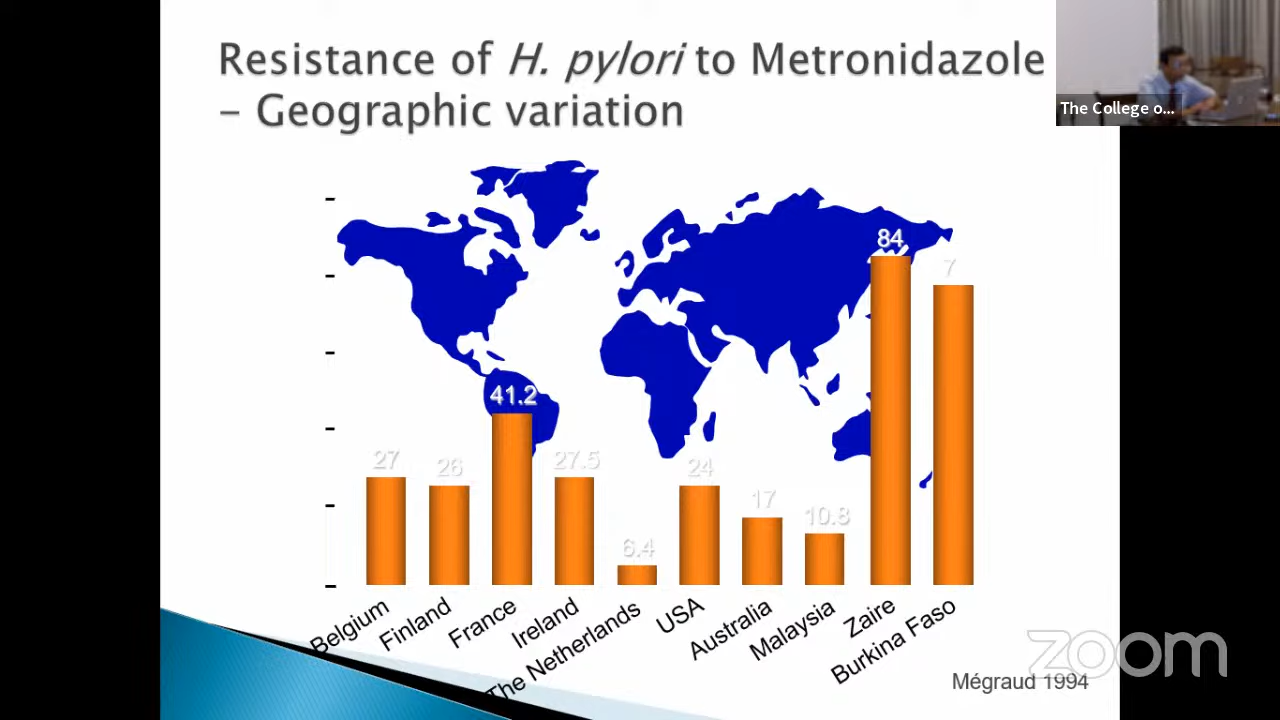 Resistance of H. pylori to Metronidazole
– Geographic variation
The College o...
84
7
41.2
27
26
27.5
24
17
10.8
6.4
Belgium
Finland
France
Ireland
The Netherlands
USA
Australia
Malaysia
Zaire
Burkina Faso
zoom
Mégraud 1994